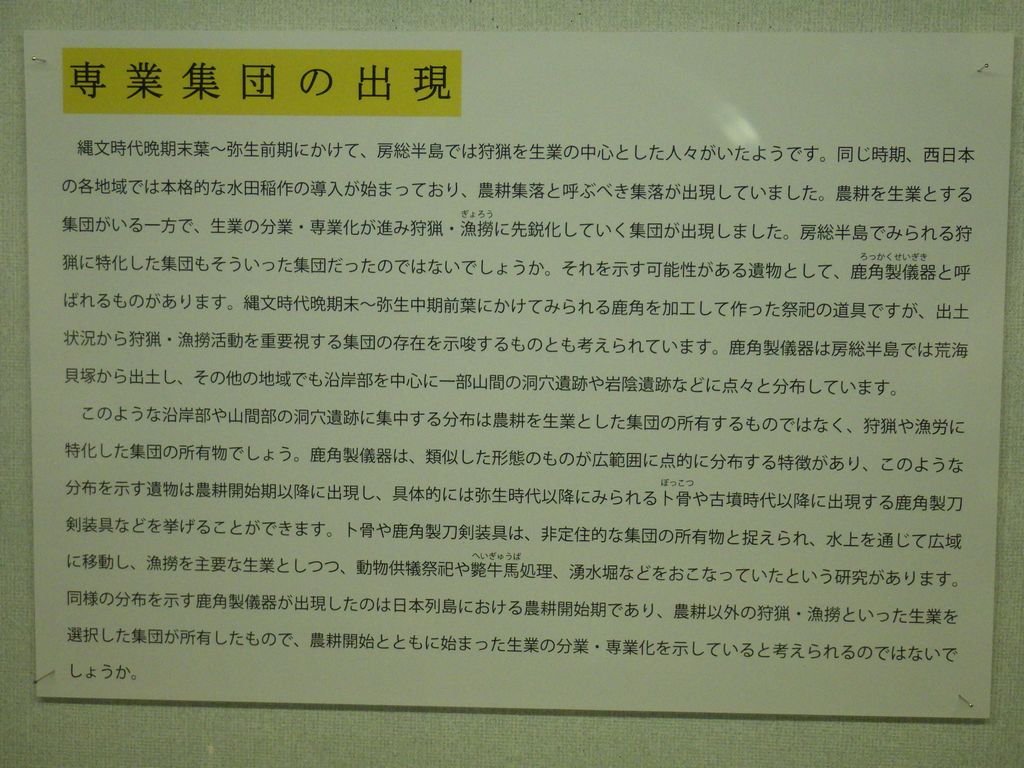 専業集団の出現
縄文時代晩期末葉～弥生前期にかけて、房総半島では狩猟を生業の中心とした人々がいたようです。同じ時期、西日本
の各地域では本格的な水田稲作の導入が始まっており、農耕集落と呼ぶべき集落が出現していました。農耕を生業とする
ぎょろう
集団がいる一方で、生業の分業・専業化が進み狩猟・漁撈に先鋭化していく集団が出現しました。房総半島でみられる狩
ろっかくせいぎき
猟に特化した集団もそういった集団だったのではないでしょうか。それを示す可能性がある遺物として、鹿角製儀器と呼
ばれるものがあります。縄文時代晩期末～弥生中期前葉にかけてみられる鹿角を加工して作った祭祀の道具ですが、出土
状況から狩猟・漁撈活動を重要視する集団の存在を示唆するものとも考えられています。鹿角製儀器は房総半島では荒海
貝塚から出土し、その他の地域でも沿岸部を中心に一部山間の洞穴遺跡や岩陰遺跡などに点々と分布しています。
このような沿岸部や山間部の洞穴遺跡に集中する分布は農耕を生業とした集団の所有するものではなく、狩猟や漁労に
特化した集団の所有物でしょう。鹿角製儀器は、類似した形態のものが広範囲に点的に分布する特徴があり、このような
ぼっこつ
分布を示す遺物は農耕開始期以降に出現し、具体的には弥生時代以降にみられる卜骨や古墳時代以降に出現する鹿角製刀
剣装具などを挙げることができます。卜骨や鹿角製刀剣装具は、非定住的な集団の所有物と捉えられ、水上を通じて広域
へいぎゅうば
に移動し、漁撈を主要な生業としつつ、動物供犠祭祀や斃牛馬処理、湧水堀などをおこなっていたという研究があります。
同様の分布を示す鹿角製儀器が出現したのは日本列島における農耕開始期であり、農耕以外の狩猟・漁撈といった生業を
選択した集団が所有したもので、農耕開始とともに始まった生業の分業・専業化を示していると考えられるのではないで
しょうか。